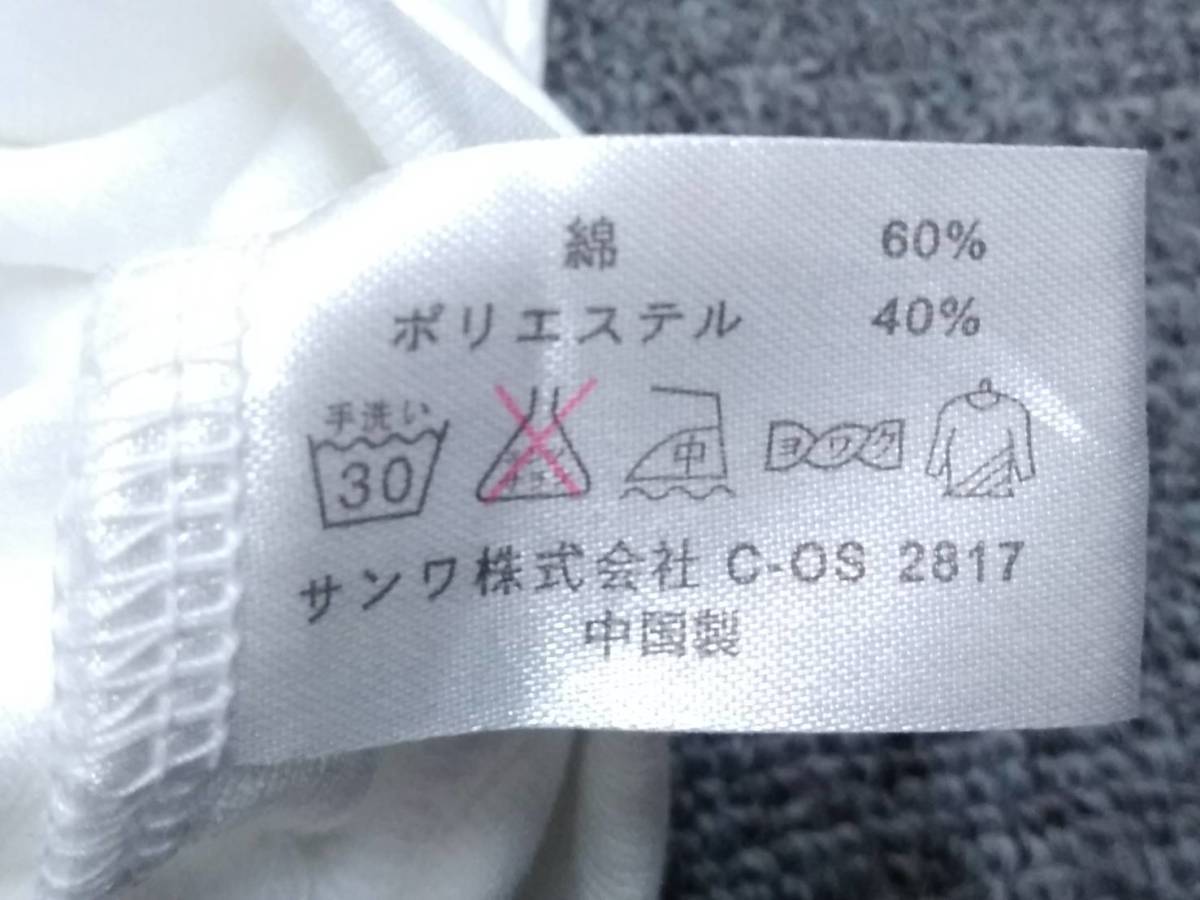 綿 60%
ポリエステル 40%
手洗い
30 中 ヨワク
サンワ株式会社 C-OS 2817
中国製